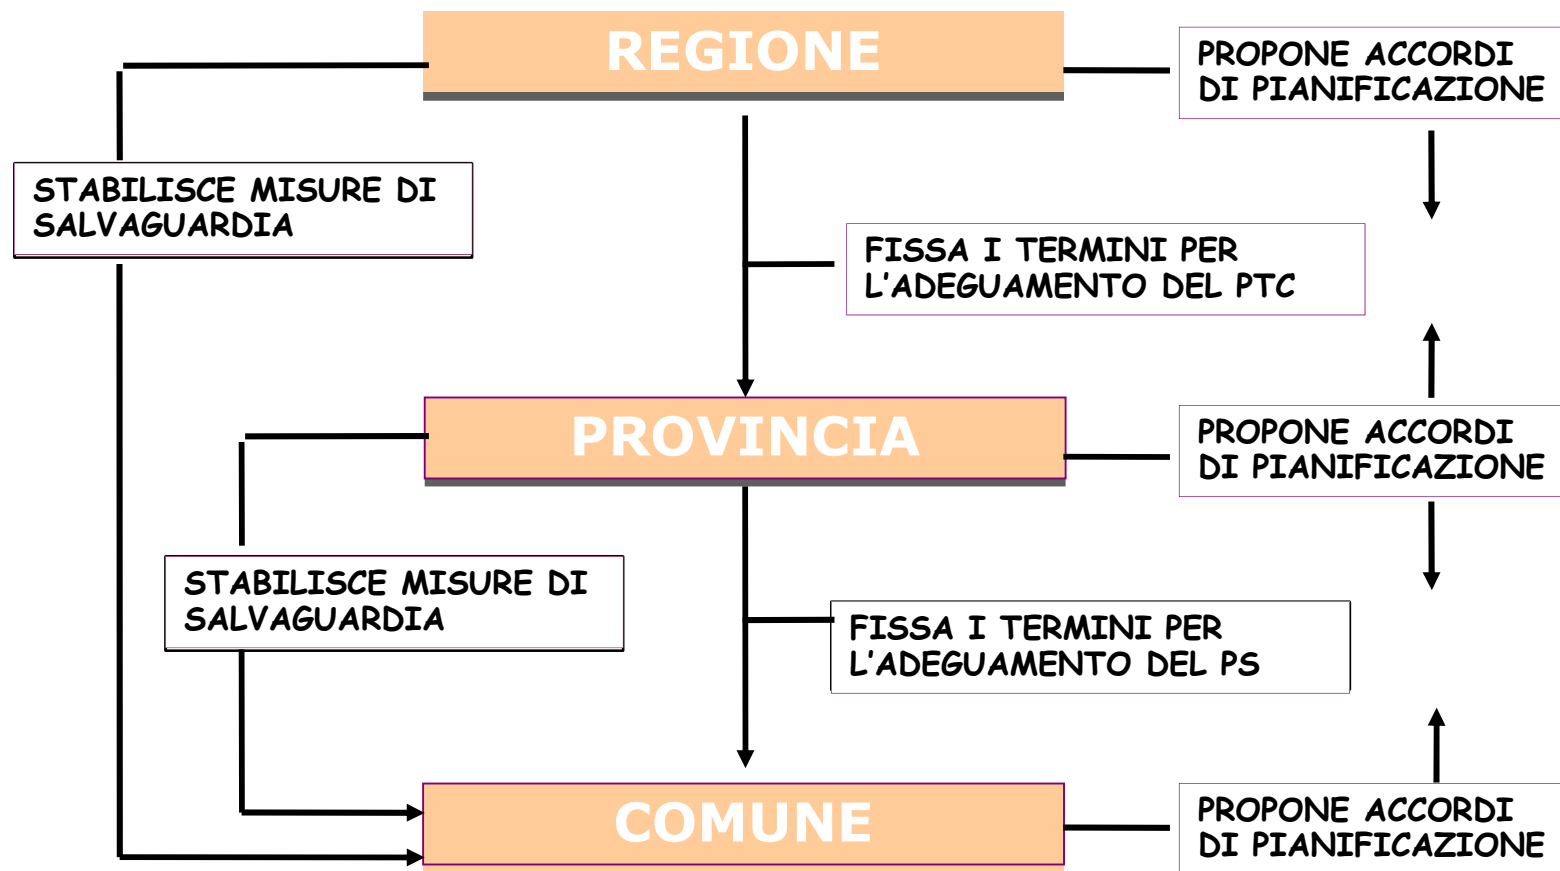 REGIONE
PROPONE ACCORDI
DI PIANIFICAZIONE
STABILISCE MISURE DI
SALVAGUARDIA
FISSA I TERMINI PER
L'ADEGUAMENTO DEL PTC
PROVINCIA
PROPONE ACCORDI
DI PIANIFICAZIONE
STABILISCE MISURE DI
SALVAGUARDIA
FISSA I TERMINI PER
L'ADEGUAMENTO DEL PS
COMUNE
PROPONE ACCORDI
DI PIANIFICAZIONE